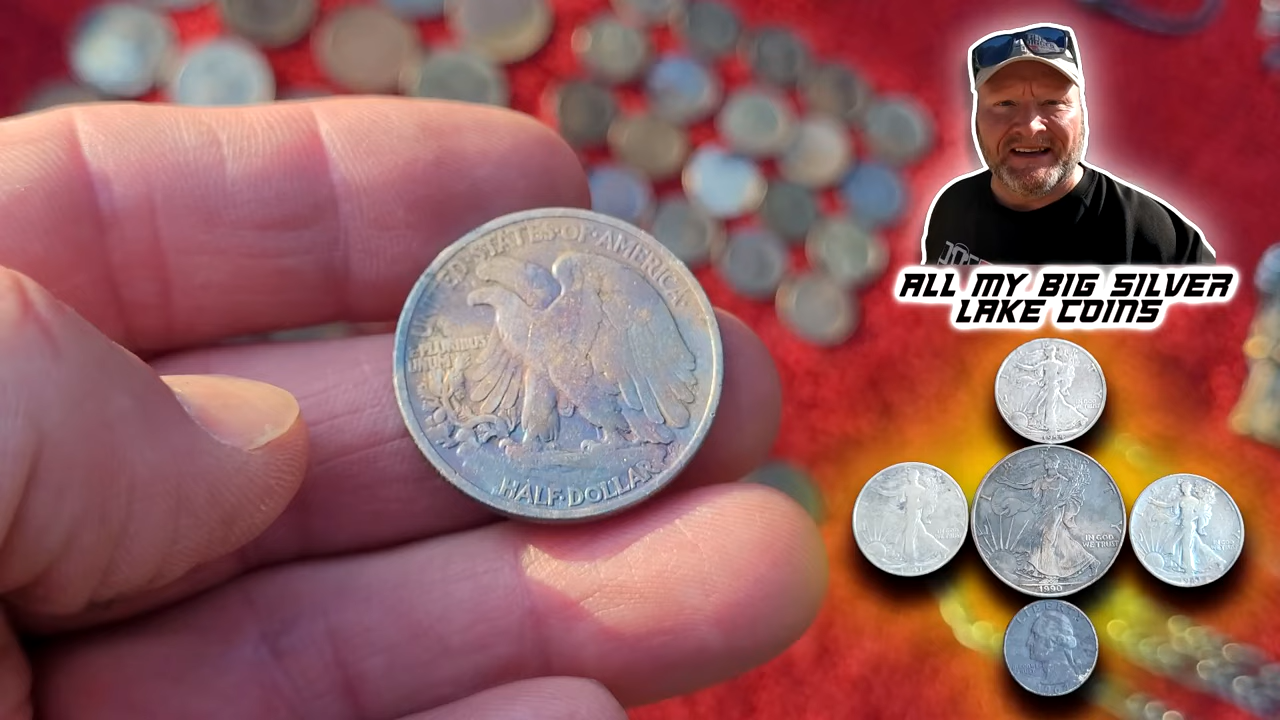 ALL MY BIG SILVER
LAKE COINS
UNITED·STATES·OF·AMERICA
E·PLURIBUS
UNUM
HALF·DOLLAR
IN GOD
WE TRUST
1990
LIBERTY